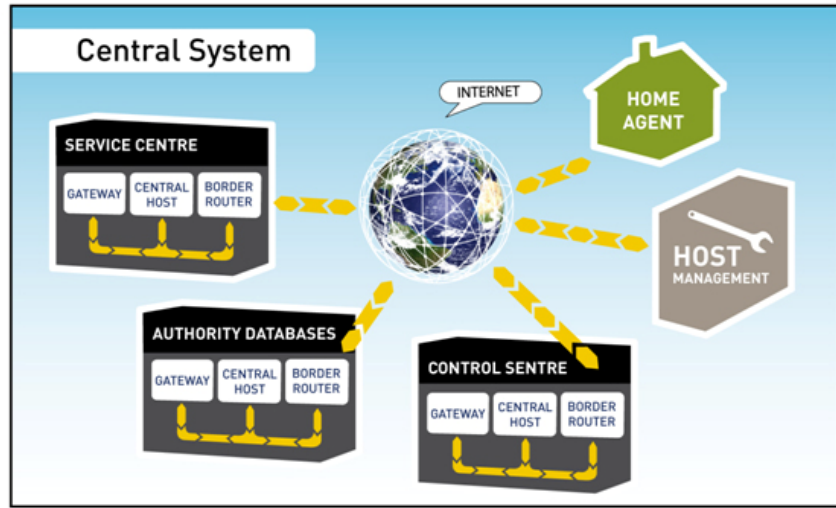 Central System
INTERNET
HOME
AGENT
SERVICE CENTRE
GATEWAY
CENTRAL
HOST
BORDER
ROUTER
HOST
MANAGEMENT
AUTHORITY DATABASES
GATEWAY
CENTRAL
HOST
BORDER
ROUTER
CONTROL SENTRE
GATEWAY
CENTRAL
HOST
BORDER
ROUTER